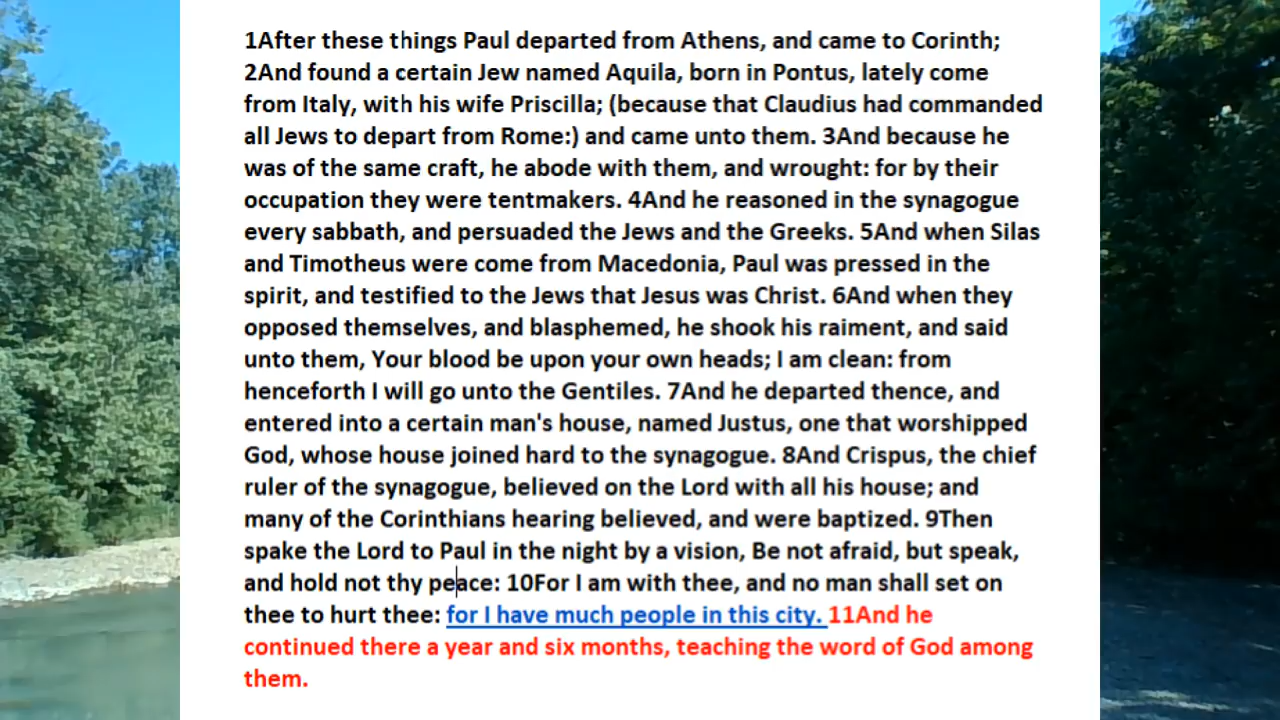 1After these things Paul departed from Athens, and came to Corinth;
2And found a certain Jew named Aquila, born in Pontus, lately come
from Italy, with his wife Priscilla; (because that Claudius had commanded
all Jews to depart from Rome:) and came unto them. 3And because he
was of the same craft, he abode with them, and wrought: for by their
occupation they were tentmakers. 4And he reasoned in the synagogue
every sabbath, and persuaded the Jews and the Greeks. 5And when Silas
and Timotheus were come from Macedonia, Paul was pressed in the
spirit, and testified to the Jews that Jesus was Christ. 6And when they
opposed themselves, and blasphemed, he shook his raiment, and said
unto them, Your blood be upon your own heads; I am clean: from
henceforth I will go unto the Gentiles. 7And he departed thence, and
entered into a certain man's house, named Justus, one that worshipped
God, whose house joined hard to the synagogue. 8And Crispus, the chief
ruler of the synagogue, believed on the Lord with all his house; and
many of the Corinthians hearing believed, and were baptized. 9Then
spake the Lord to Paul in the night by a vision, Be not afraid, but speak,
and hold not thy peace: 10For I am with thee, and no man shall set on
thee to hurt thee: for I have much people in this city. 11And he
continued there a year and six months, teaching the word of God among
them.